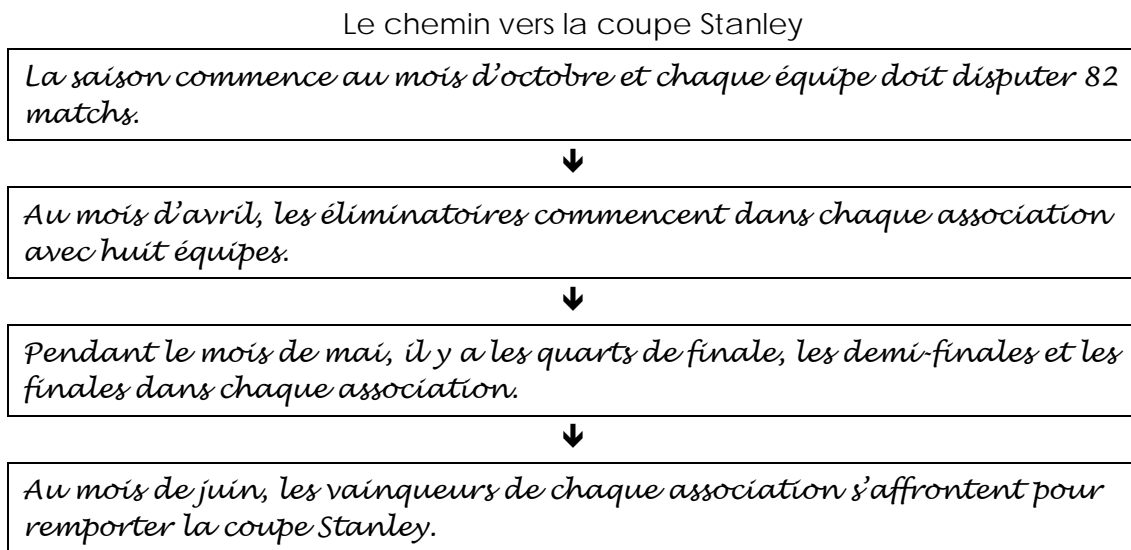 Le chemin vers la coupe Stanley
La saison commence au mois d’octobre et chaque équipe doit disputer 82
matchs.
Au mois d’avril, les éliminatoires commencent dans chaque association
avec huit équipes.
Pendant le mois de mai, il y a les quarts de finale, les demi-finales et les
finales dans chaque association.
Au mois de juin, les vainqueurs de chaque association s’affrontent pour
remporter la coupe Stanley.